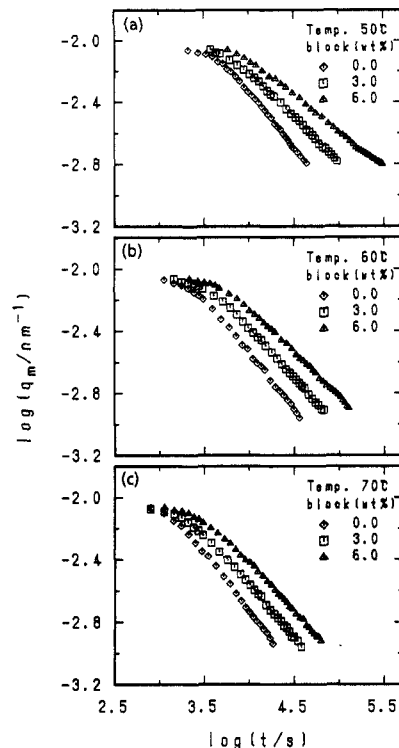 (a)
Temp. 50℃
block(wt%)
0.0
3.0
6.0
-2.0
-2.4
-2.8
-3.2
(b)
Temp. 60℃
block(wt%)
0.0
3.0
6.0
-2.0
-2.4
-2.8
-3.2
log(qm/nm⁻¹)
(c)
Temp. 70℃
block(wt%)
0.0
3.0
6.0
-2.0
-2.4
-2.8
-3.2
2.5 3.5 4.5 5.5
log(t/s)